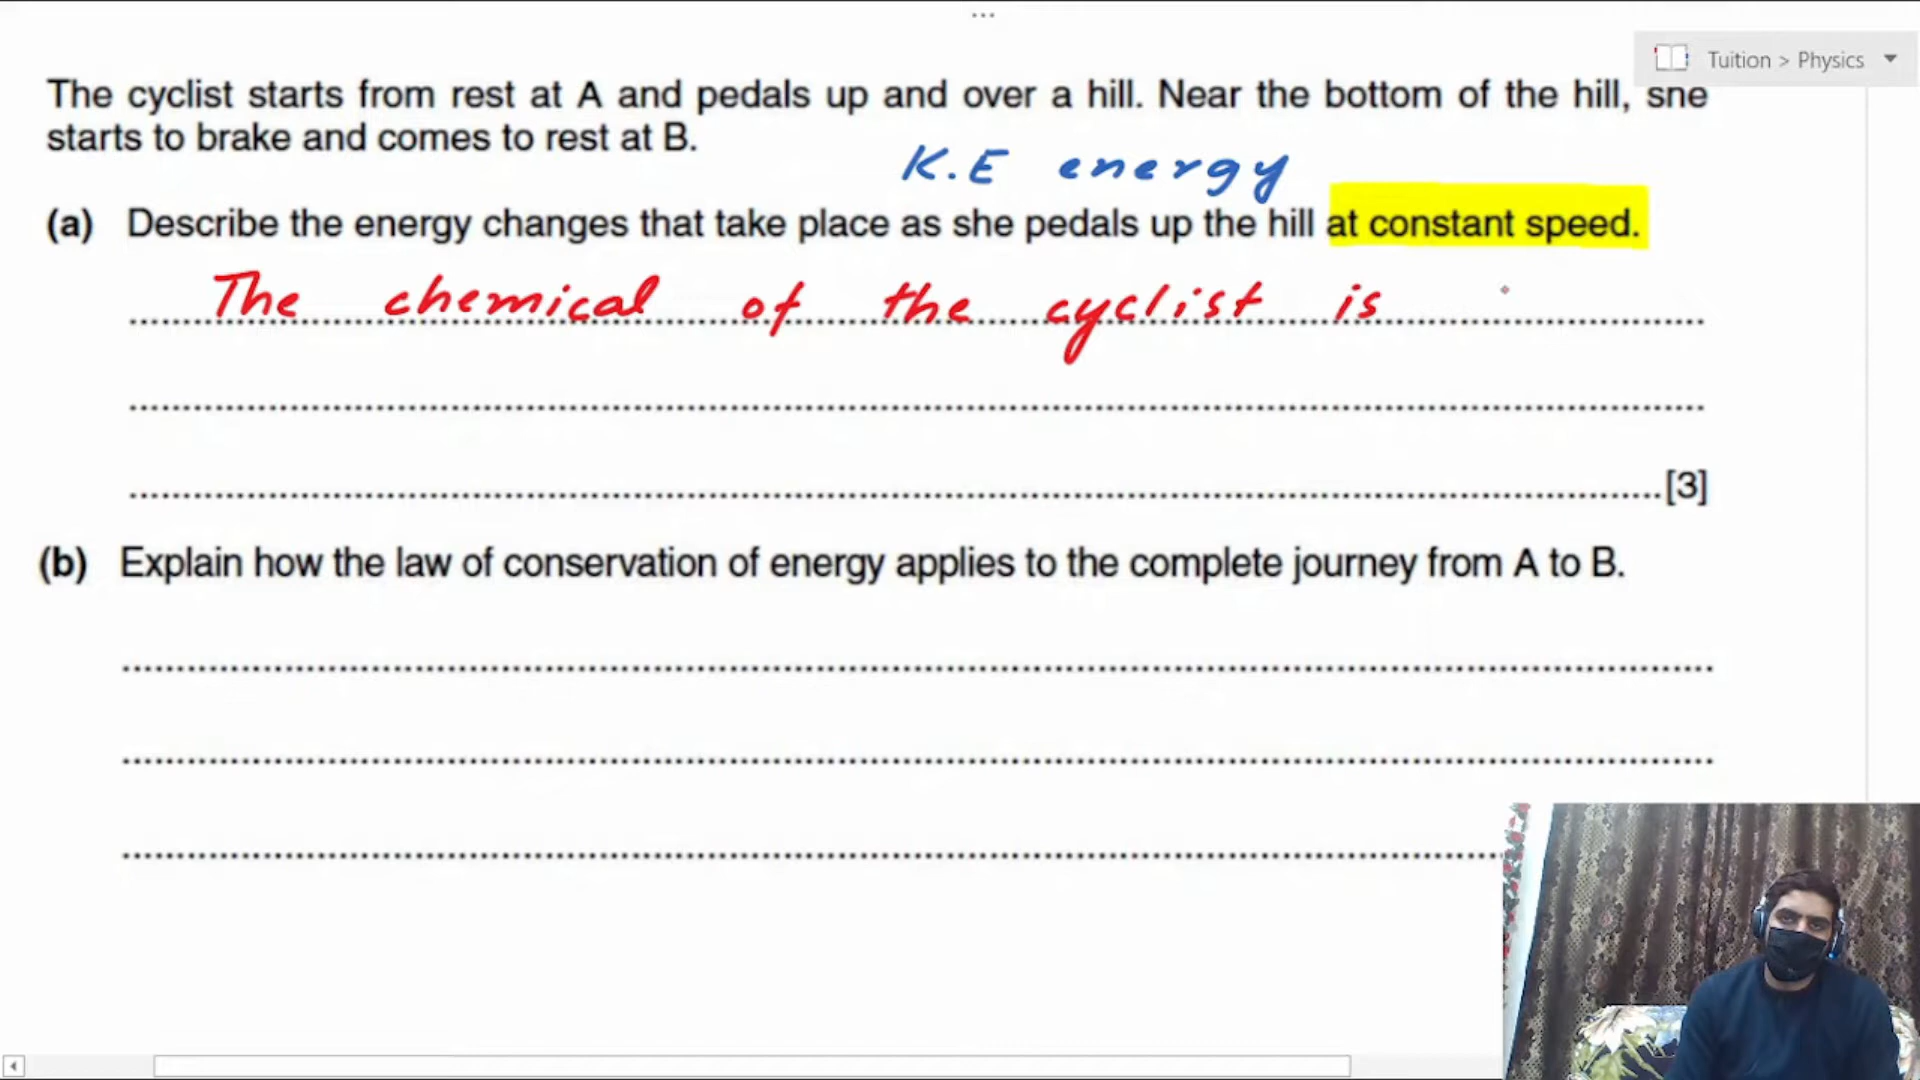 ...
Tuition > Physics
The cyclist starts from rest at A and pedals up and over a hill. Near the bottom of the hill, she
starts to brake and comes to rest at B.
K.E energy
(a) Describe the energy changes that take place as she pedals up the hill at constant speed.
The chemical of the cyclist is
[3]
(b) Explain how the law of conservation of energy applies to the complete journey from A to B.